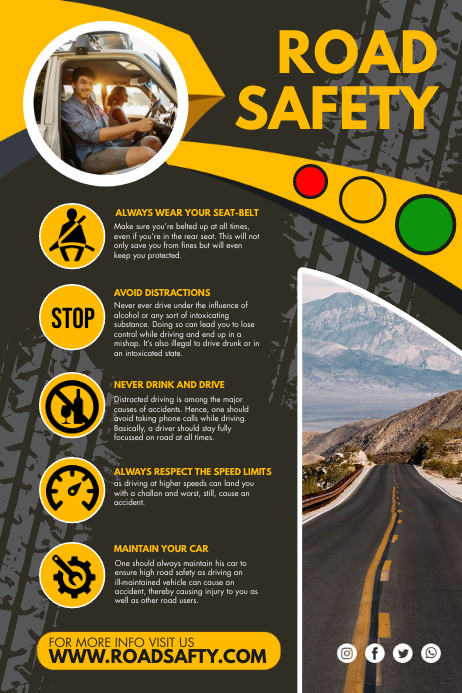 ROAD
SAFETY
ALWAYS WEAR YOUR SEAT-BELT
Make sure you're belted up at all times,
even if you're in the rear seat. This will not
only save you from fines but will even
keep you protected.
STOP
AVOID DISTRACTIONS
Never ever drive under the influence of
alcohol or any sort of intoxicating
substance. Doing so can lead you to lose
control while driving and end up in a
mishap. It's also illegal to drive drunk or in
an intoxicated state.
NEVER DRINK AND DRIVE
Distracted driving is among the major
causes of accidents. Hence, one should
avoid taking phone calls while driving.
Basically, a driver should stay fully
focussed on road at all times.
ALWAYS RESPECT THE SPEED LIMITS
as driving at higher speeds can land you
with a challan and worst, still, cause an
accident.
MAINTAIN YOUR CAR
One should always maintain his car to
ensure high road safety as driving an
ill-maintained vehicle can cause an
accident, thereby causing injury to you as
well as other road users.
FOR MORE INFO VISIT US
WWW.ROADSAFTY.COM